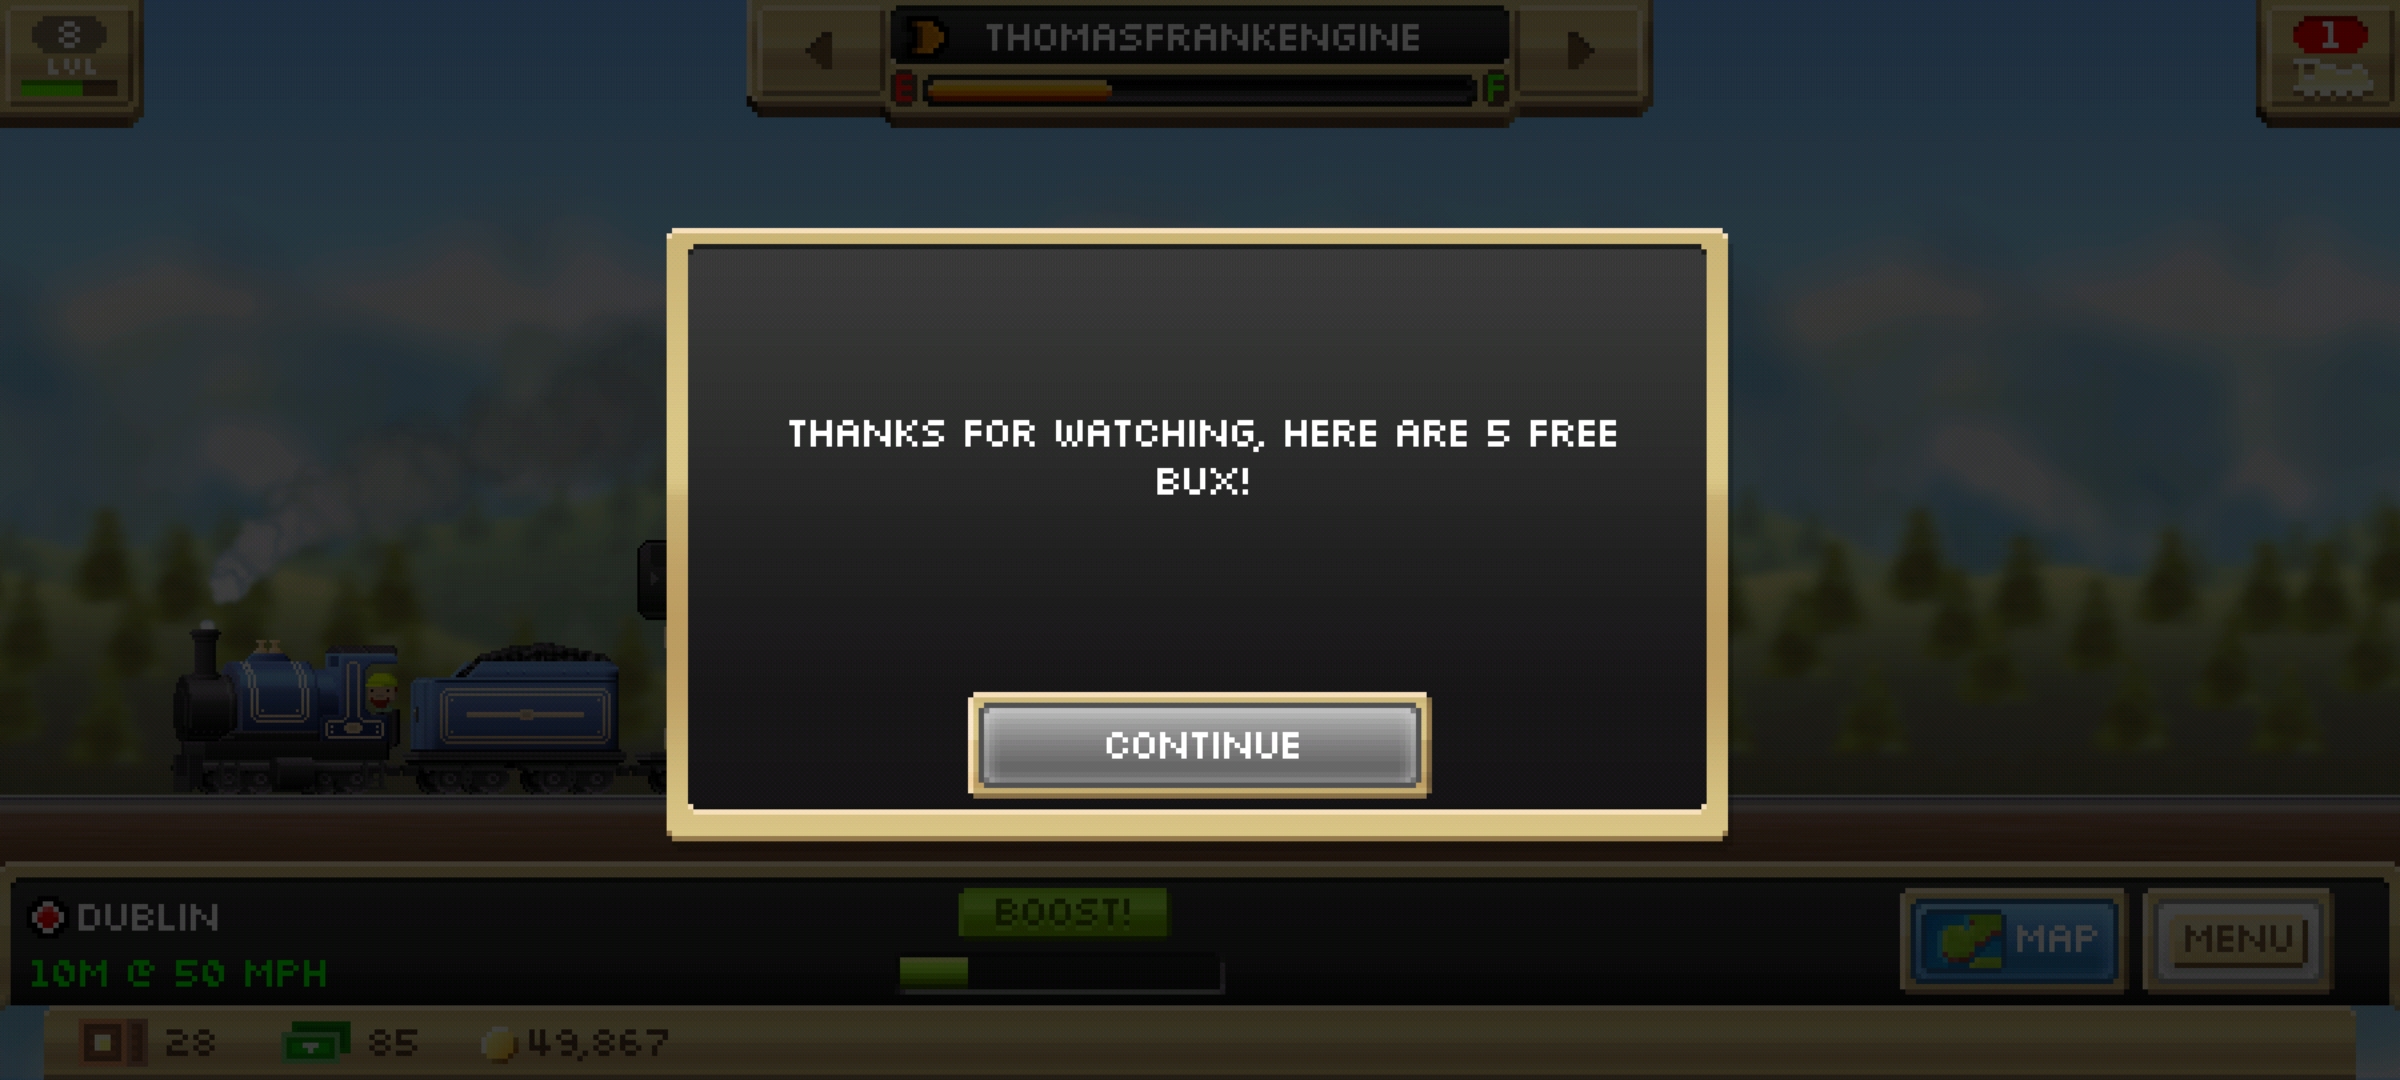 8
LVL
THOMASFRANKENGINE
E F
1
THANKS FOR WATCHING, HERE ARE 5 FREE
BUX!
CONTINUE
DUBLIN
10M @ 50 MPH
BOOST!
MAP
MENU
28 85 49,867